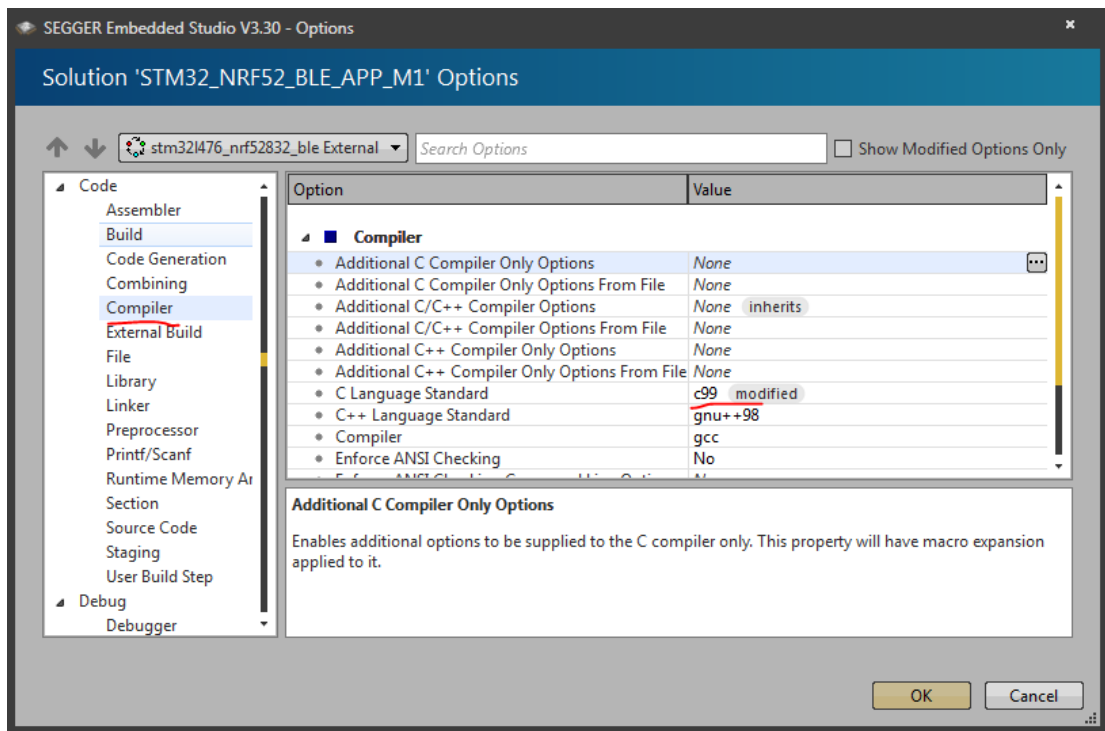 SEGGER Embedded Studio V3.30 - Options
Solution 'STM32_NRF52_BLE_APP_M1' Options
stm32l476_nrf52832_ble External
Search Options
Show Modified Options Only
Code
Assembler
Build
Code Generation
Combining
Compiler
External Build
File
Library
Linker
Preprocessor
Printf/Scanf
Runtime Memory Ar
Section
Source Code
Staging
User Build Step
Debug
Debugger
Option Value
Compiler
Additional C Compiler Only Options None
Additional C Compiler Only Options From File None
Additional C/C++ Compiler Options None inherits
Additional C/C++ Compiler Options From File None
Additional C++ Compiler Only Options None
Additional C++ Compiler Only Options From File None
C Language Standard c99 modified
C++ Language Standard gnu++98
Compiler gcc
Enforce ANSI Checking No
Additional C Compiler Only Options
Enables additional options to be supplied to the C compiler only. This property will have macro expansion
applied to it.
OK Cancel